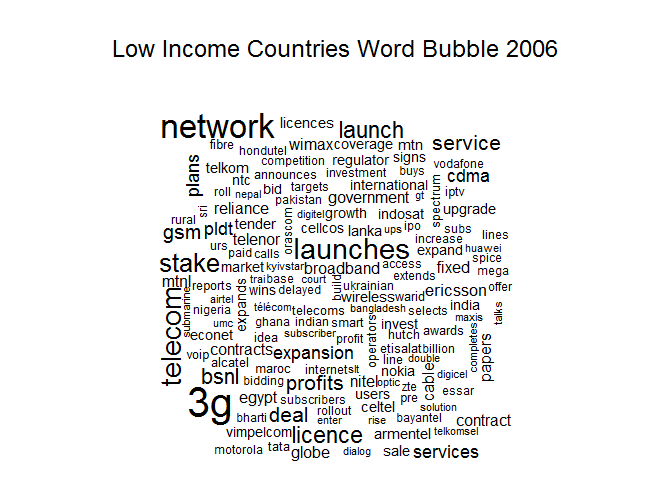 Low Income Countries Word Bubble 2006
network licences launch
fibre hondutel wimax coverage mtn service
plans telkom competition regulator signs vodafone
ntc announces investment buys cdma
roll nepal bid targets international spectrum iptv
sri reliance pakistan government gt upgrade
rural digitel growth indosat
gsm pldt tender orascom cellcos lanka ups ipo subs lines
urs telenor launches increase expand huawei
paid calls spice
stake market kyivstar broadband access fixed mega
mtnl reports traibase court build extends ukrainian ericsson offer
submarine airtel expands wins delayed wireless warid
telecom nigeria télécom telecoms bangladesh selects india maxis talks
umc ghana indian smart operators invest
econet idea subscriber profit hutch awards completes papers
voip contracts expansion etisalat billion
alcatel maroc internet slt line double
bsnl bidding profits nitel optic nokia cable digicel
3g egypt subscribers users zte pre essar
bharti deal rollout celtel solution
enter rise bayantel contract
vimpelcom licence armentel telkomsel
motorola tata globe dialog sale services